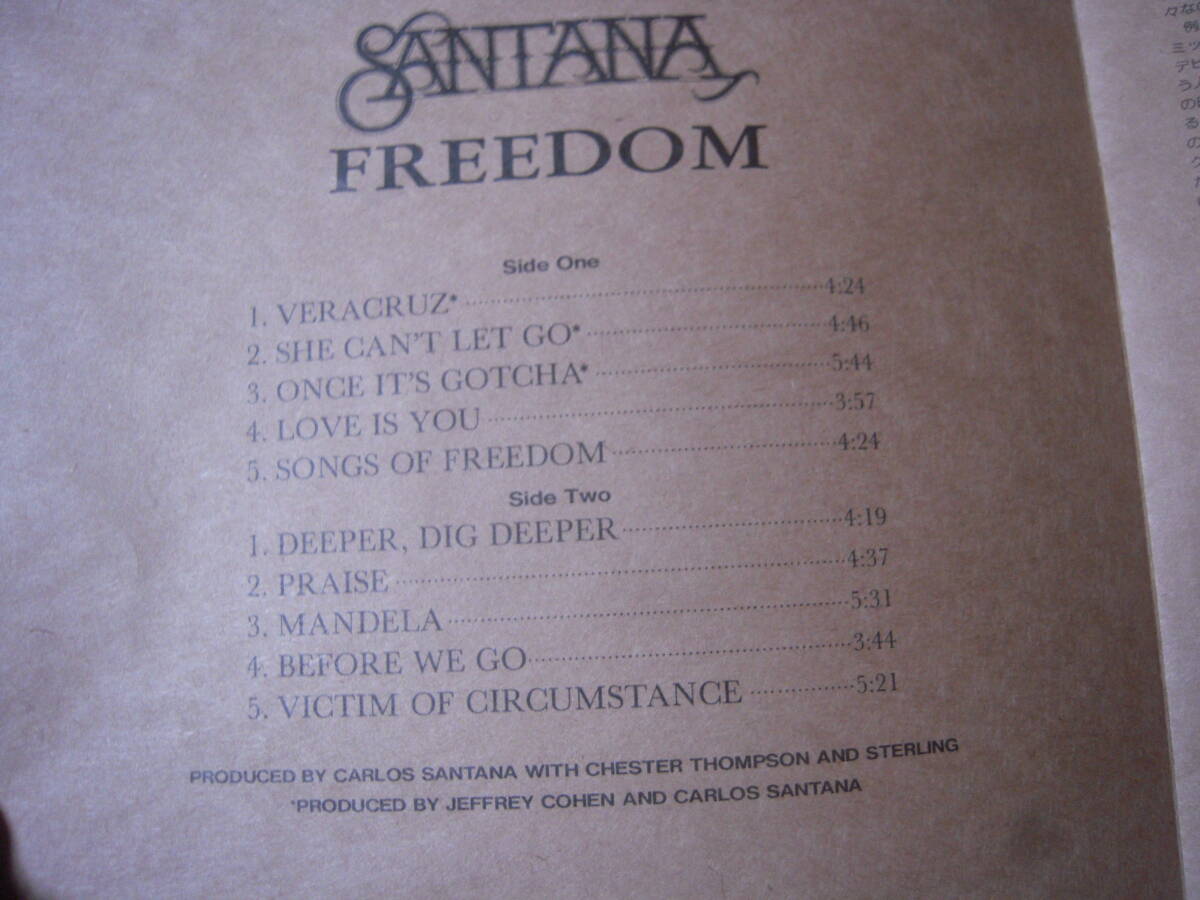 SANTANA
FREEDOM
Side One
1. VERACRUZ* 4:24
2. SHE CAN'T LET GO* 4:46
3. ONCE IT'S GOTCHA* 5:44
4. LOVE IS YOU 3:57
5. SONGS OF FREEDOM 4:24
Side Two
1. DEEPER, DIG DEEPER 4:19
2. PRAISE 4:37
3. MANDELA 5:31
4. BEFORE WE GO 3:44
5. VICTIM OF CIRCUMSTANCE 5:21
PRODUCED BY CARLOS SANTANA WITH CHESTER THOMPSON AND STERLING
*PRODUCED BY JEFFREY COHEN AND CARLOS SANTANA